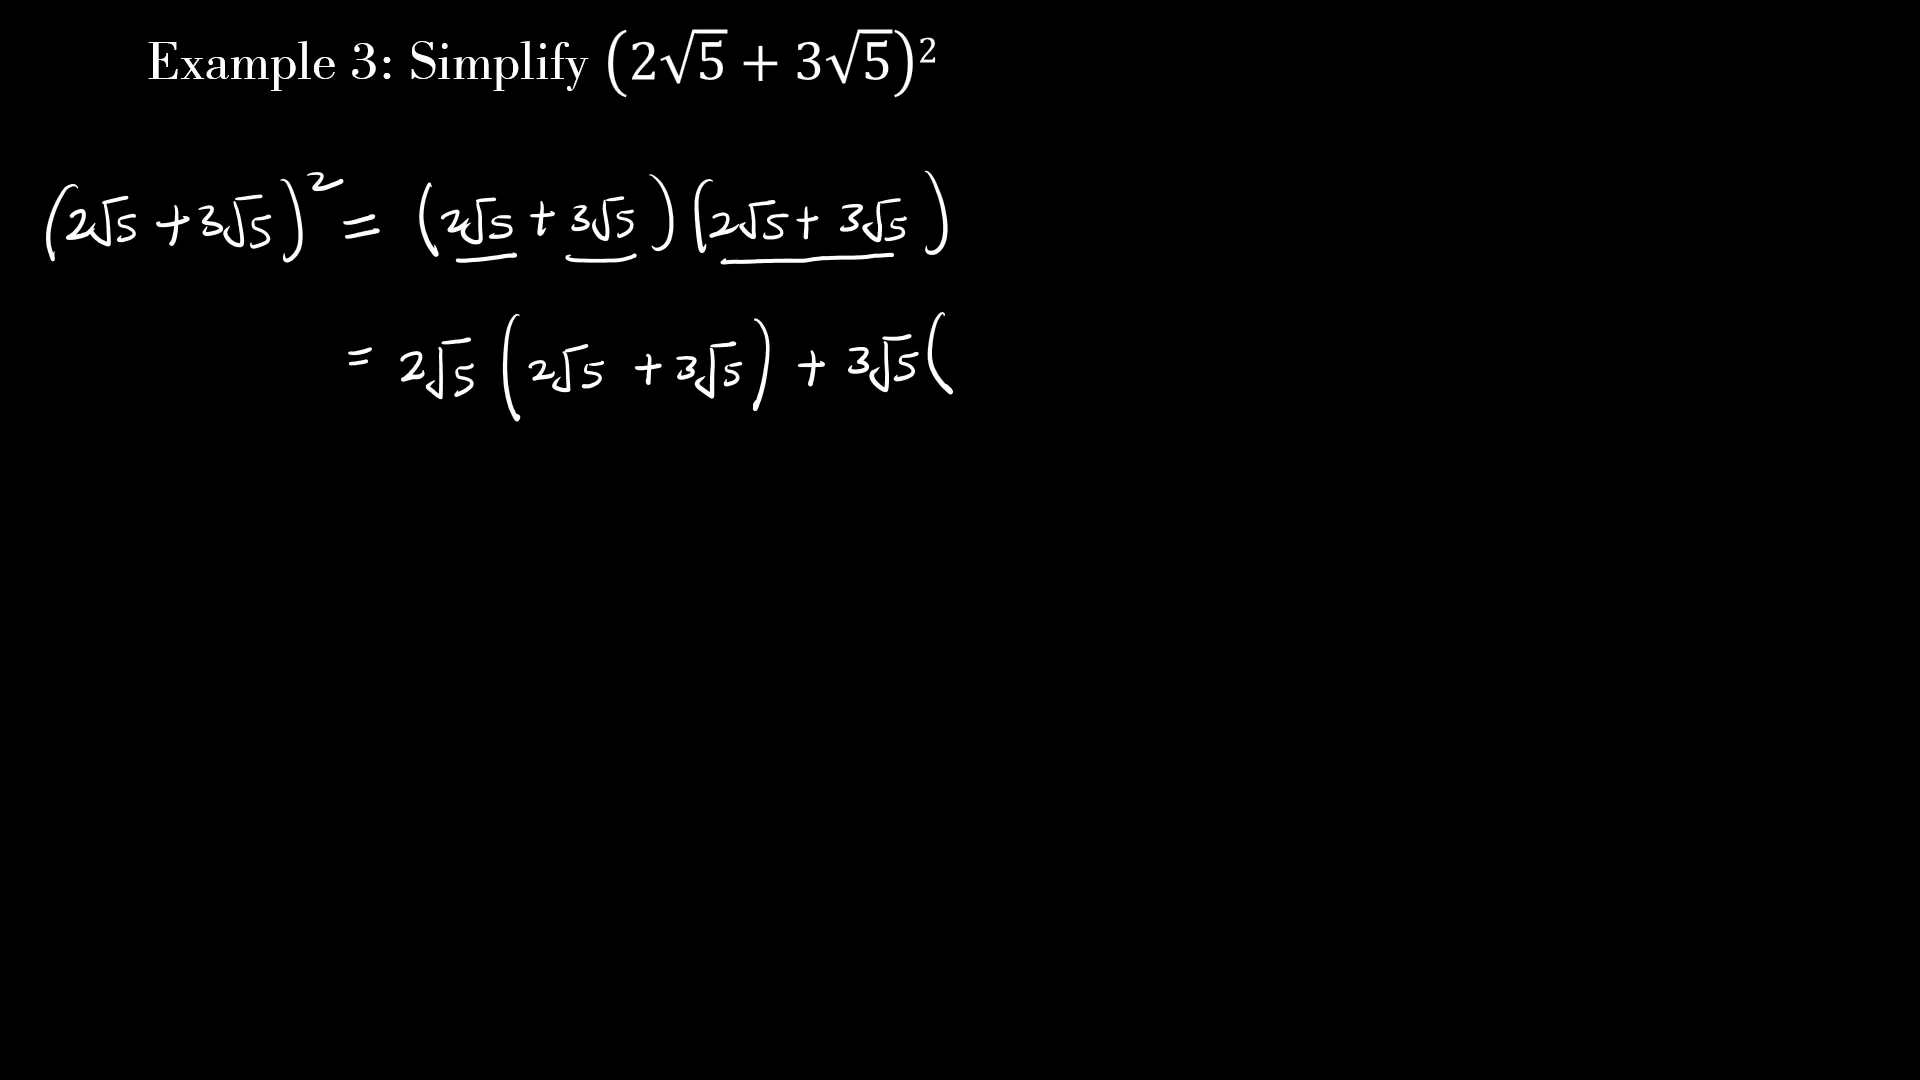 Example 3: Simplify (2√5 + 3√5)²
(2√5 + 3√5)² = (2√5 + 3√5)(2√5 + 3√5)
= 2√5 (2√5 + 3√5) + 3√5 (